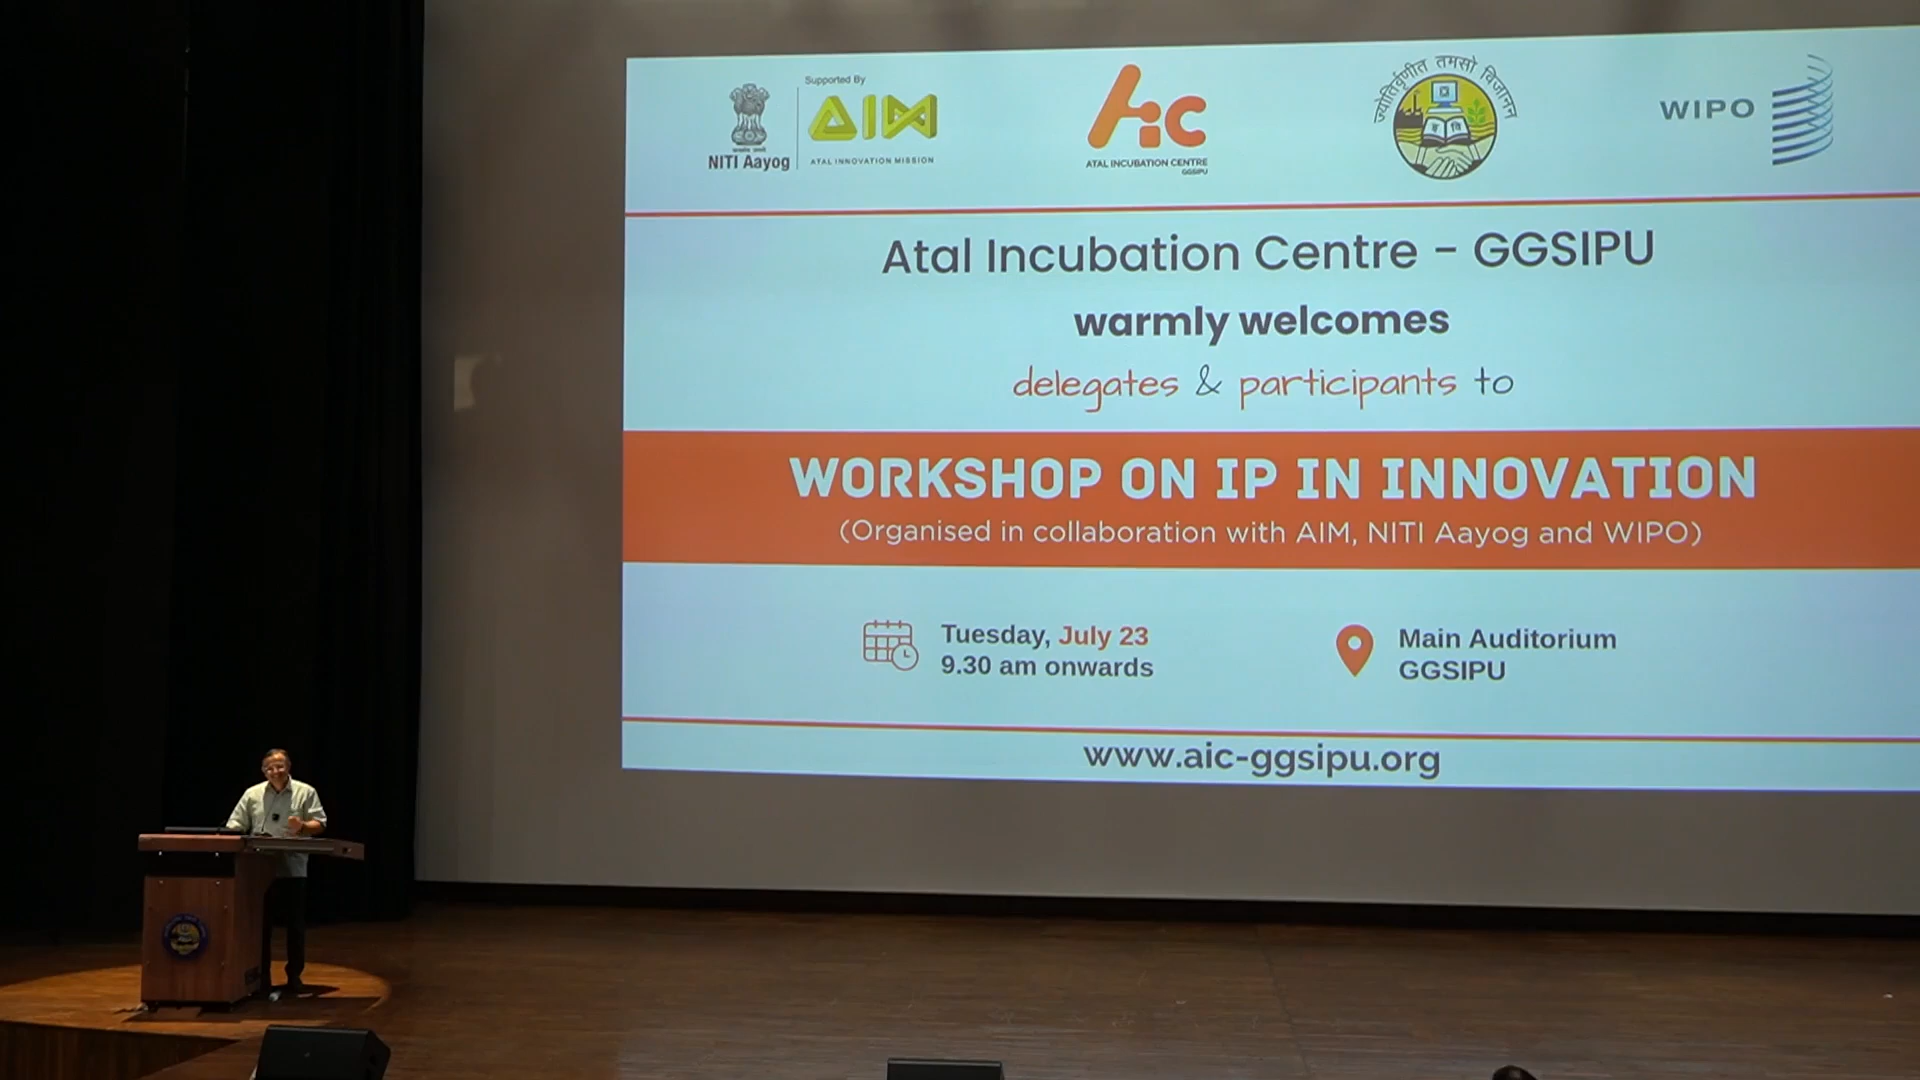 Supported By
NITI Aayog
AIM
ATAL INNOVATION MISSION
Aic
ATAL INCUBATION CENTRE
GGSIPU
ज्योतिर्वृणीत तमसो विजानन
WIPO
Atal Incubation Centre - GGSIPU
warmly welcomes
delegates & participants to
WORKSHOP ON IP IN INNOVATION
(Organised in collaboration with AIM, NITI Aayog and WIPO)
Tuesday, July 23
9.30 am onwards
Main Auditorium
GGSIPU
www.aic-ggsipu.org